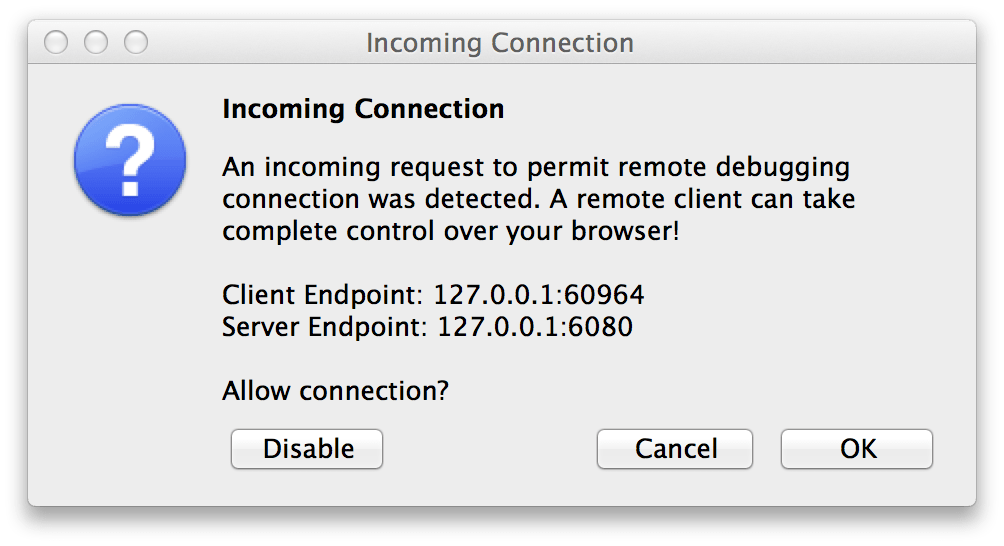 Incoming Connection
Incoming Connection
An incoming request to permit remote debugging
connection was detected. A remote client can take
complete control over your browser!
Client Endpoint: 127.0.0.1:60964
Server Endpoint: 127.0.0.1:6080
Allow connection?
Disable Cancel OK